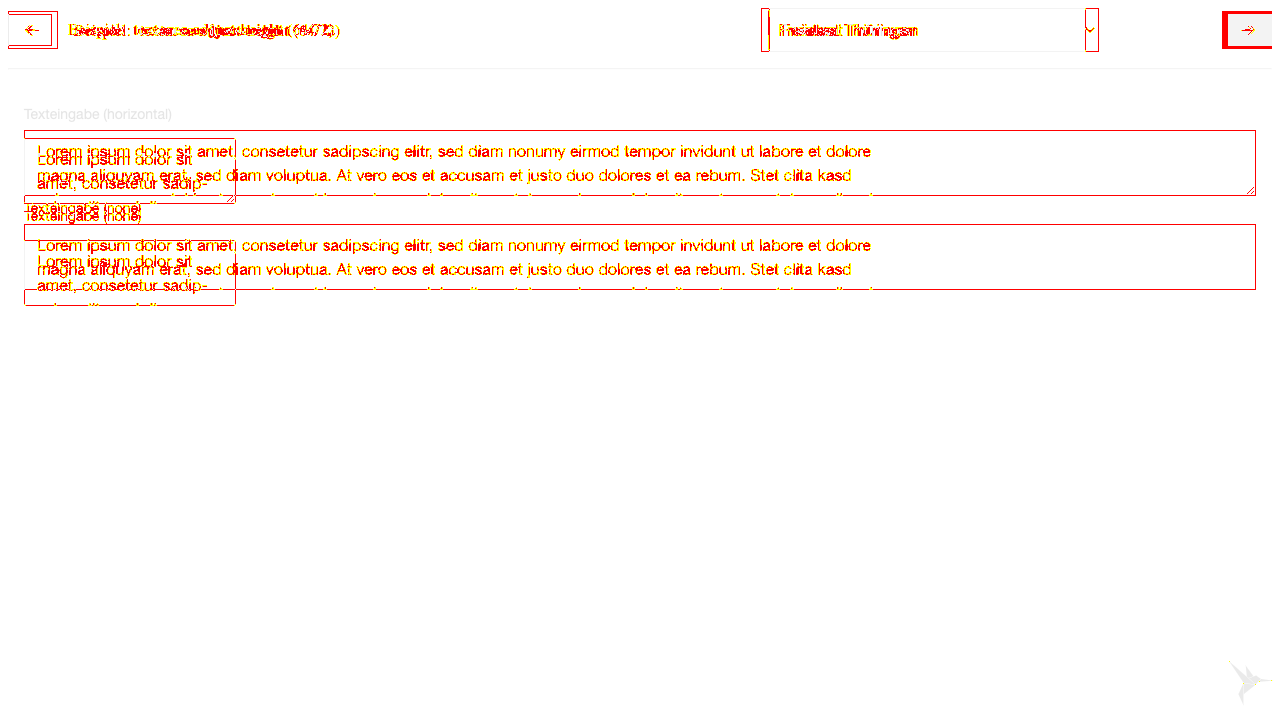 ← Beispiel: textarea
→
Texteingabe (horizontal)
Lorem ipsum dolor sit amet, consetetur sadipscing elitr, sed diam nonumy eirmod tempor invidunt ut labore et dolore
magna aliquyam erat, sed diam voluptua. At vero eos et accusam et justo duo dolores et ea rebum. Stet clita kasd
Lorem ipsum dolor sit
amet, consetetur sadip-
Texteingabe (none)
Texteingabe (none)
Lorem ipsum dolor sit amet, consetetur sadipscing elitr, sed diam nonumy eirmod tempor invidunt ut labore et dolore
magna aliquyam erat, sed diam voluptua. At vero eos et accusam et justo duo dolores et ea rebum. Stet clita kasd
Lorem ipsum dolor sit
amet, consetetur sadip-